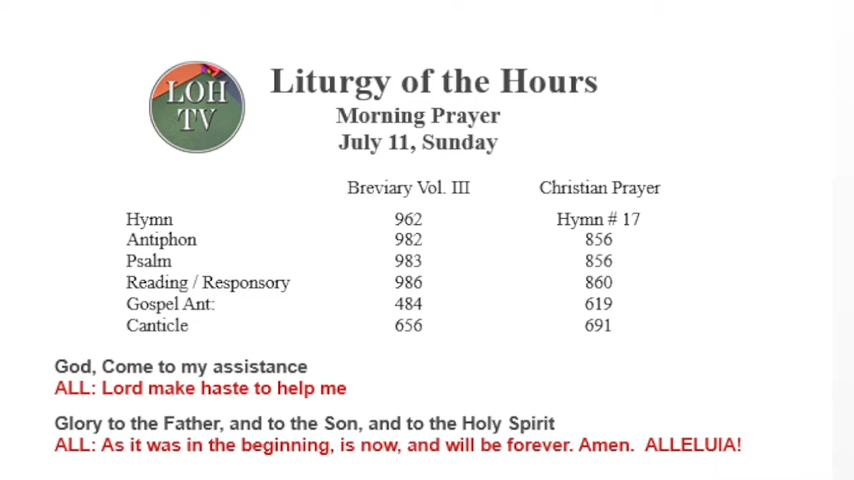 LOH
TV
Liturgy of the Hours
Morning Prayer
July 11, Sunday
Breviary Vol. III Christian Prayer
Hymn 962 Hymn # 17
Antiphon 982 856
Psalm 983 856
Reading / Responsory 986 860
Gospel Ant: 484 619
Canticle 656 691
God, Come to my assistance
ALL: Lord make haste to help me
Glory to the Father, and to the Son, and to the Holy Spirit
ALL: As it was in the beginning, is now, and will be forever. Amen. ALLELUIA!